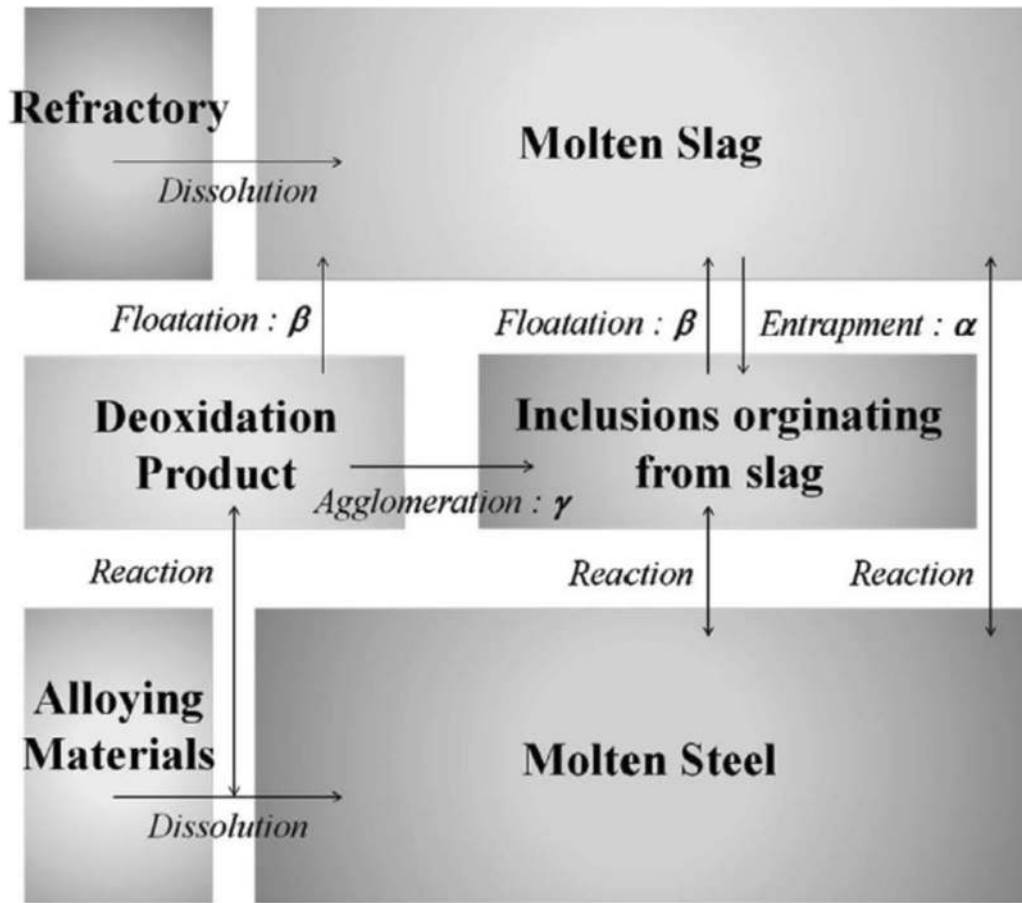 Refractory
Molten Slag
Dissolution
Floatation : β
Floatation : β
Entrapment : α
Deoxidation
Product
Inclusions orginating
from slag
Agglomeration : γ
Reaction
Reaction
Reaction
Alloying
Materials
Molten Steel
Dissolution